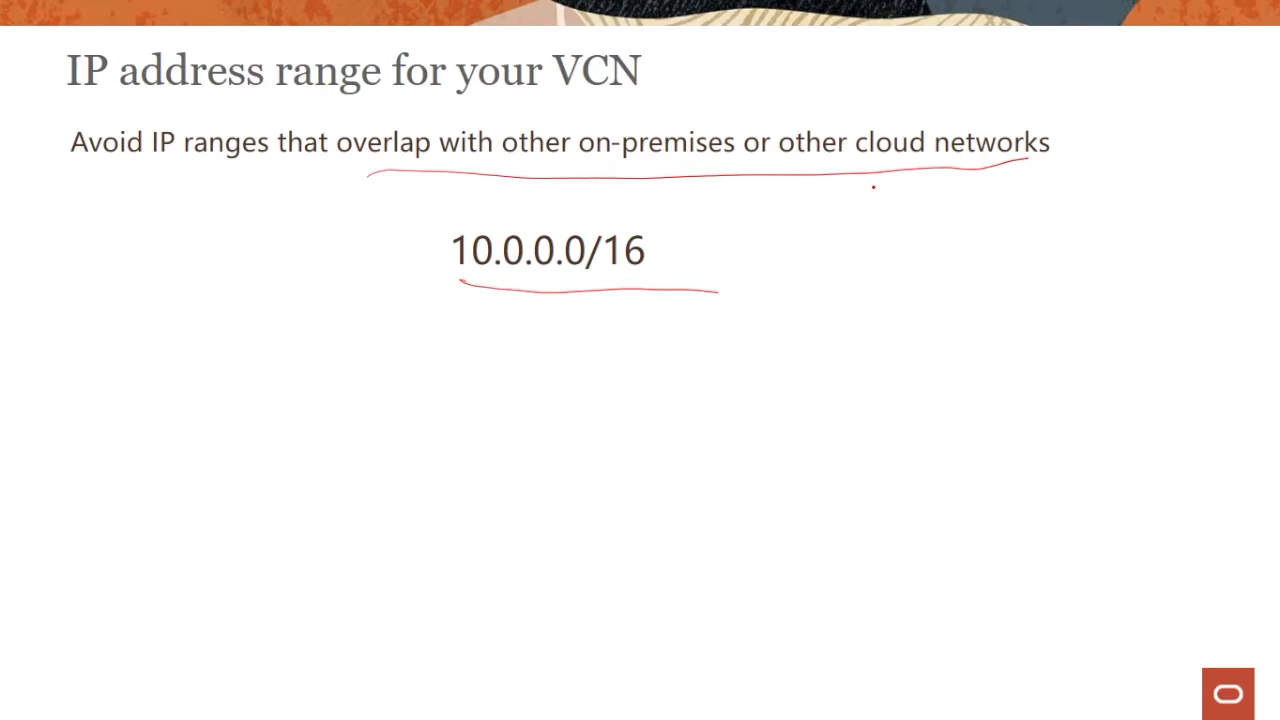 IP address range for your VCN
Avoid IP ranges that overlap with other on-premises or other cloud networks
10.0.0.0/16